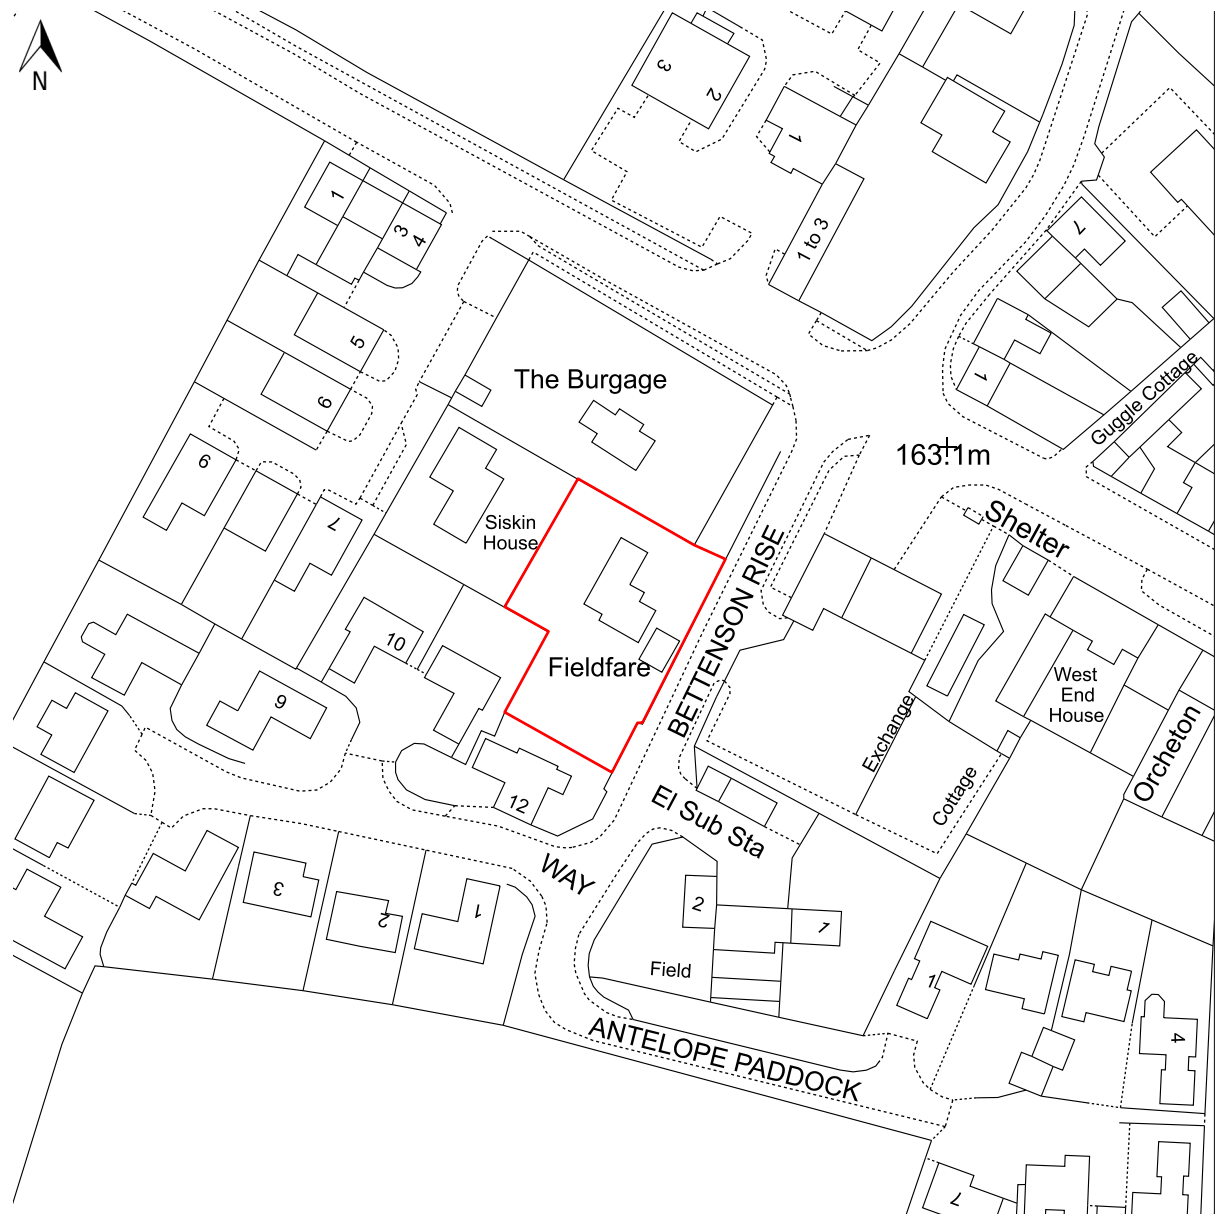 N
3
2
1
1 to 3
1
3
4
7
5
6
1
The Burgage
Guggle Cottage
163.1m
9
7
Siskin
House
Shelter
BETTENSON RISE
10
Fieldfare
West
End
House
9
Exchange
Orcheton
Cottage
12
El Sub Sta
WAY
3
2
1
2
1
Field
1
ANTELOPE PADDOCK
4
7